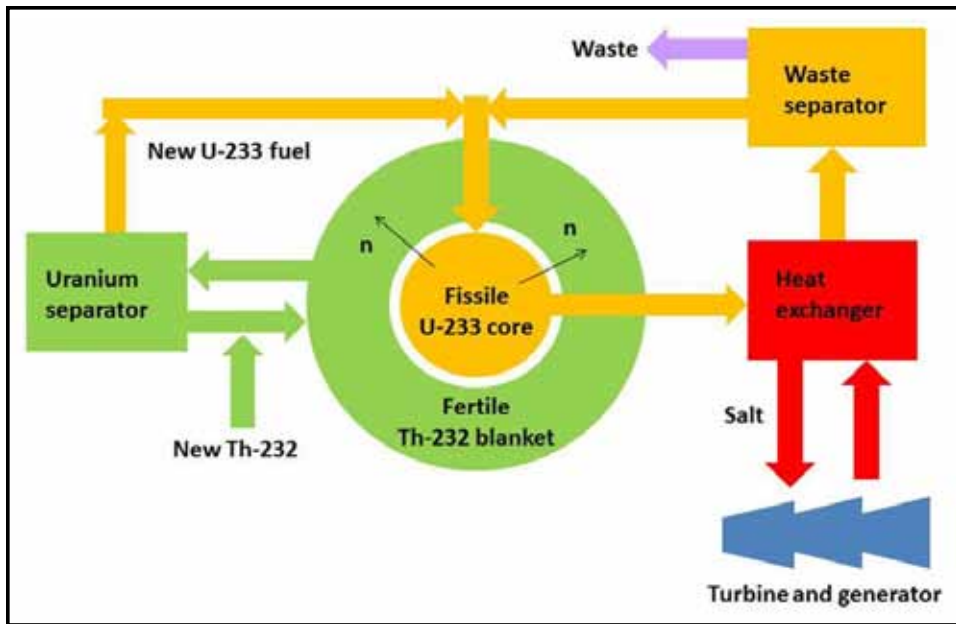 Waste
Waste
separator
New U-233 fuel
n
n
Uranium
separator
Fissile
U-233 core
Heat
exchanger
Fertile
Th-232 blanket
Salt
New Th-232
Turbine and generator